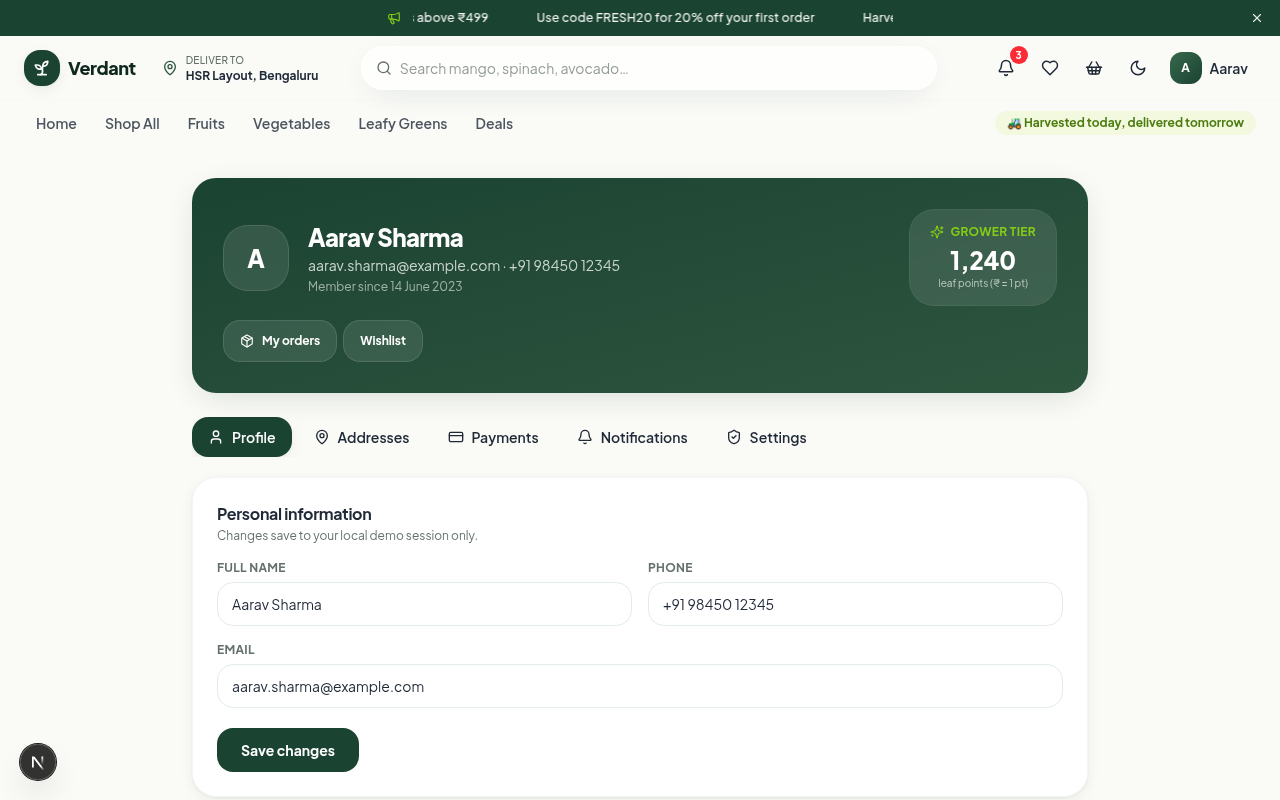 above ₹499
Use code FRESH20 for 20% off your first order
Verdant
DELIVER TO
HSR Layout, Bengaluru
Search mango, spinach, avocado…
3
A
Aarav
Home
Shop All
Fruits
Vegetables
Leafy Greens
Deals
Harvested today, delivered tomorrow
A
Aarav Sharma
aarav.sharma@example.com · +91 98450 12345
Member since 14 June 2023
GROWER TIER
1,240
leaf points (₹ = 1 pt)
My orders
Wishlist
Profile
Addresses
Payments
Notifications
Settings
Personal information
Changes save to your local demo session only.
FULL NAME
PHONE
Aarav Sharma
+91 98450 12345
EMAIL
aarav.sharma@example.com
Save changes
N